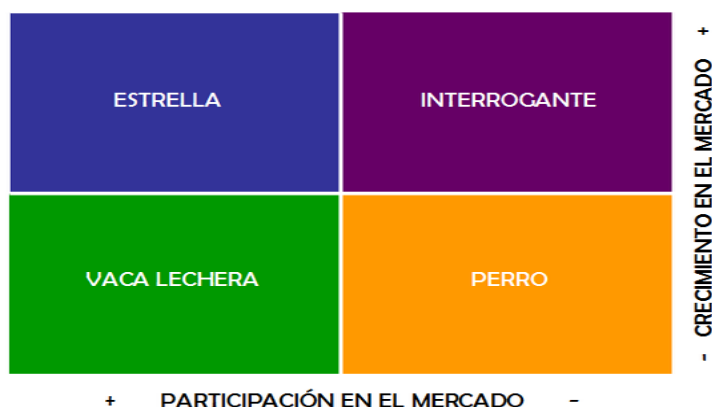 ESTRELLA
INTERROGANTE
VACA LECHERA
PERRO
- CRECIMIENTO EN EL MERCADO +
+ PARTICIPACIÓN EN EL MERCADO -